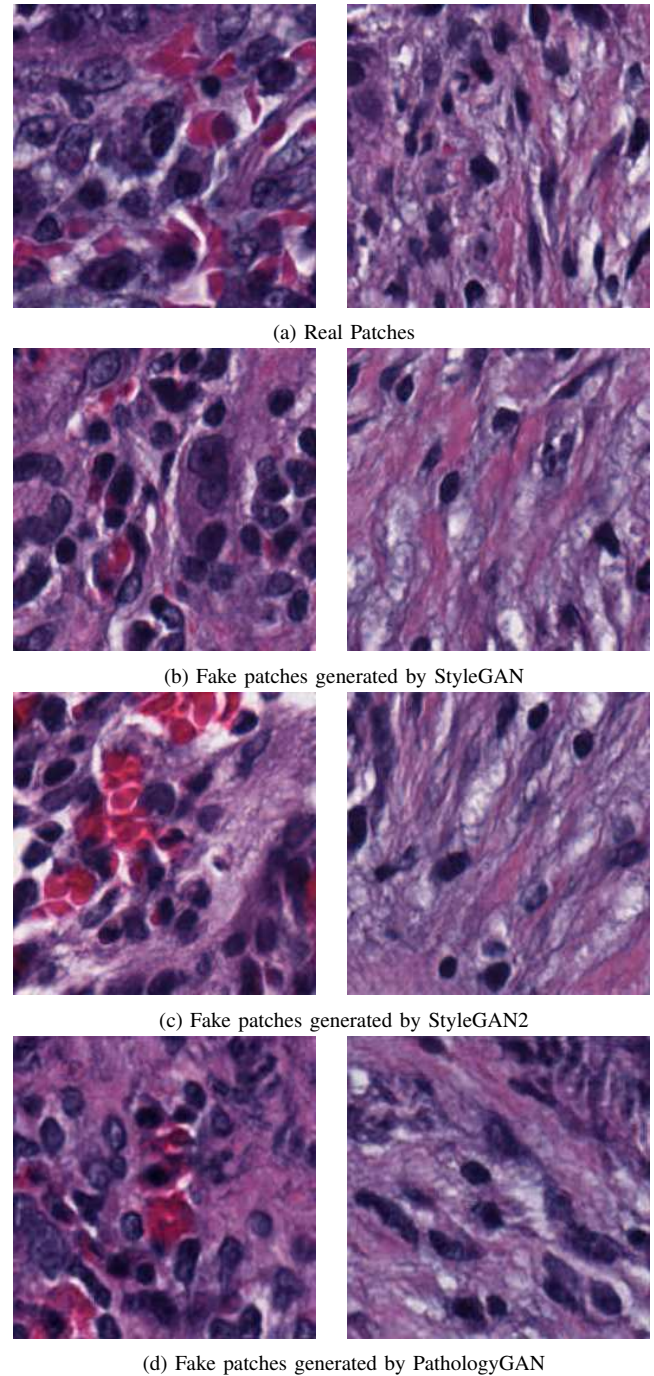 (a) Real Patches
(b) Fake patches generated by StyleGAN
(c) Fake patches generated by StyleGAN2
(d) Fake patches generated by PathologyGAN